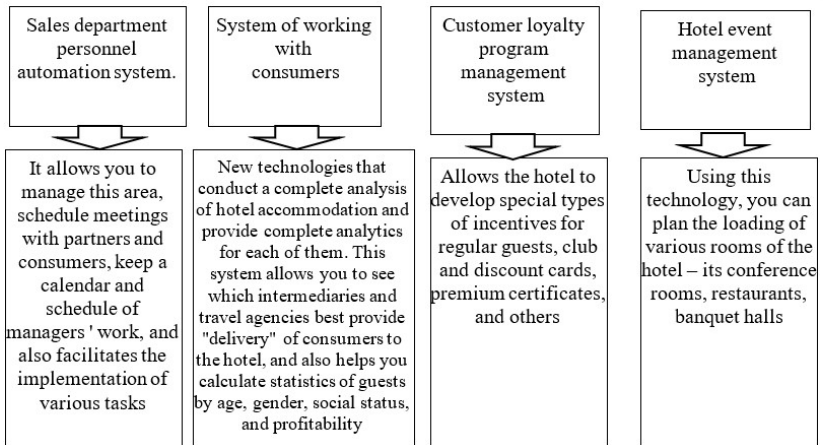 Sales department
personnel
automation system.
System of working
with
consumers
Customer loyalty
program
management
system
Hotel event
management
system
It allows you to
manage this area,
schedule meetings
with partners and
consumers, keep a
calendar and
schedule of
managers ' work, and
also facilitates the
implementation of
various tasks
New technologies that
conduct a complete analysis
of hotel accommodation and
provide complete analytics
for each of them. This
system allows you to see
which intermediaries and
travel agencies best provide
"delivery" of consumers to
the hotel, and also helps you
calculate statistics of guests
by age, gender, social status,
and profitability
Allows the hotel to
develop special types
of incentives for
regular guests, club
and discount cards,
premium certificates,
and others
Using this
technology, you can
plan the loading of
various rooms of the
hotel – its conference
rooms, restaurants,
banquet halls